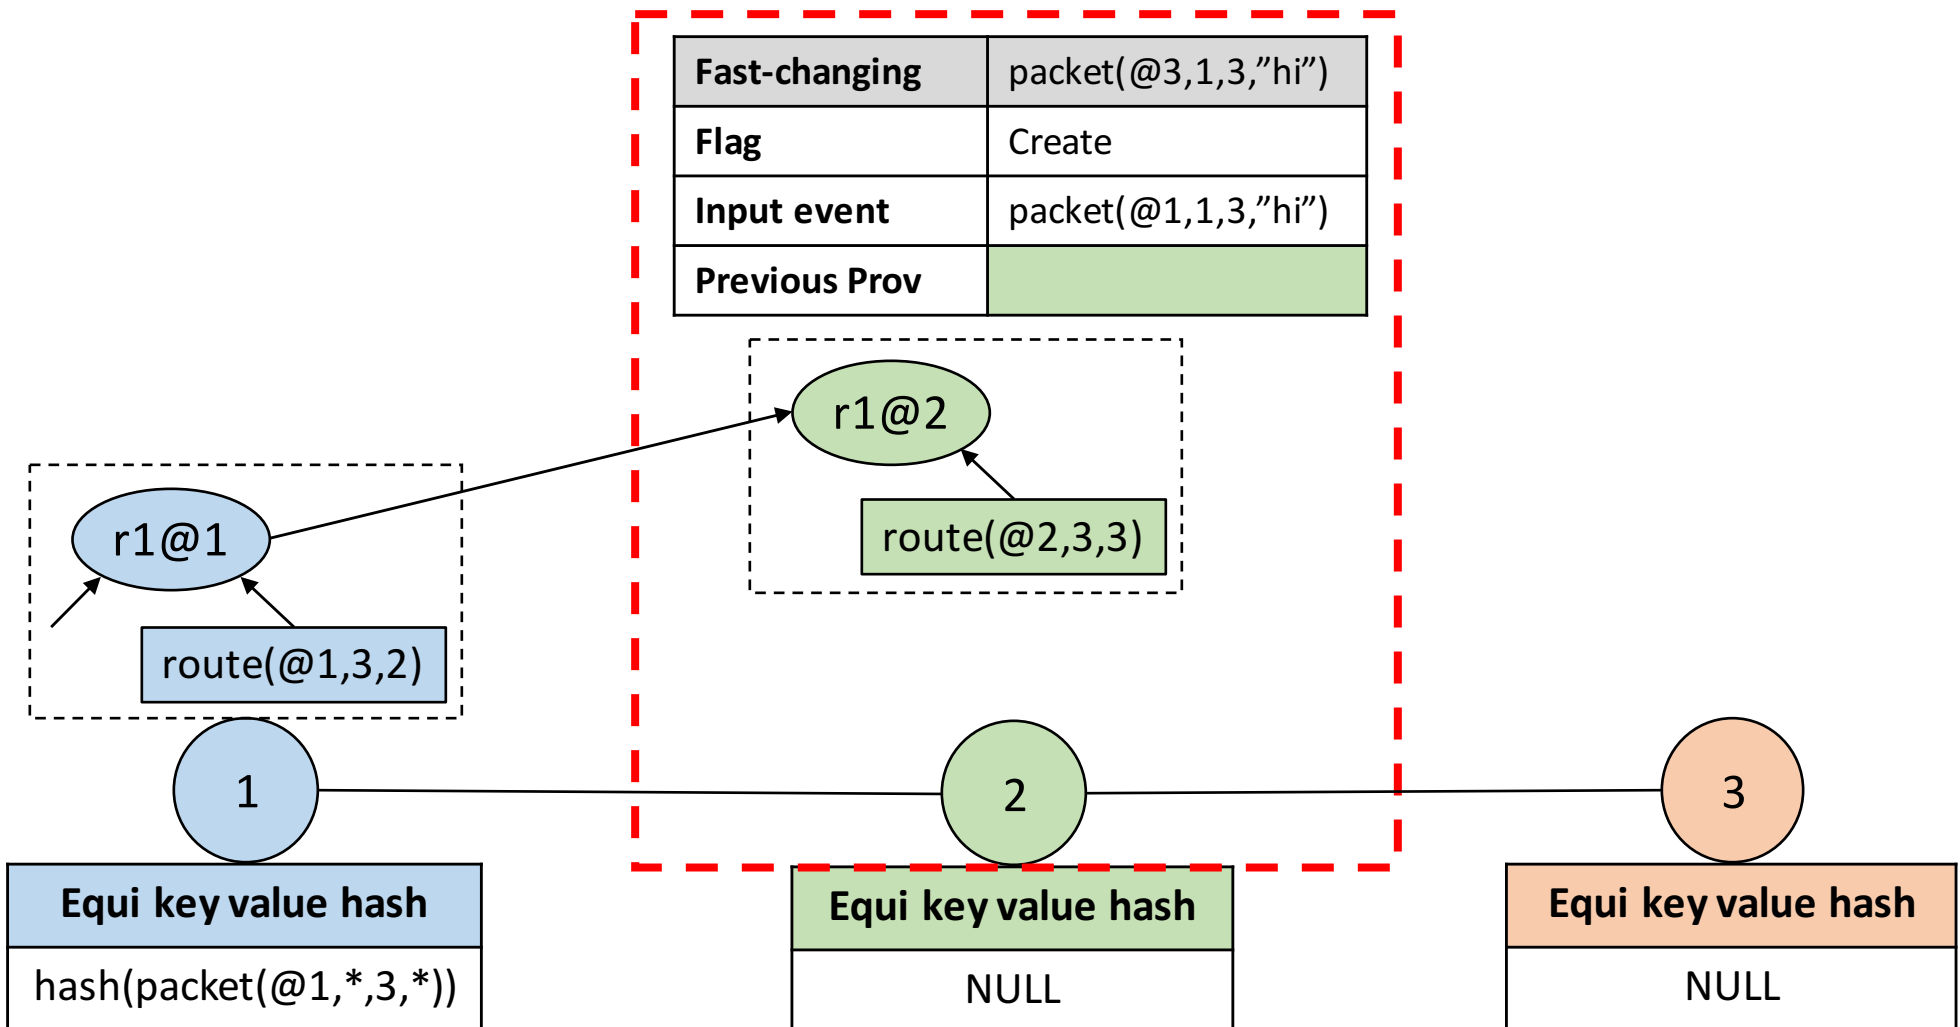 Fast-changing packet(@3,1,3,”hi”)
Flag Create
Input event packet(@1,1,3,”hi”)
Previous Prov
r1@2
route(@2,3,3)
r1@1
route(@1,3,2)
1
2
3
Equi key value hash
hash(packet(@1,*,3,*))
Equi key value hash
NULL
Equi key value hash
NULL